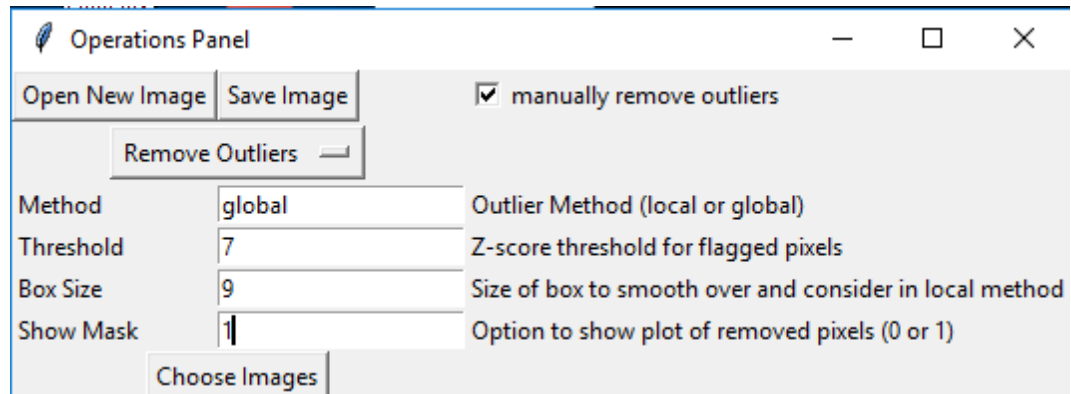 Operations Panel
Open New Image Save Image manually remove outliers
Remove Outliers
Method global Outlier Method (local or global)
Threshold 7 Z-score threshold for flagged pixels
Box Size 9 Size of box to smooth over and consider in local method
Show Mask 1 Option to show plot of removed pixels (0 or 1)
Choose Images